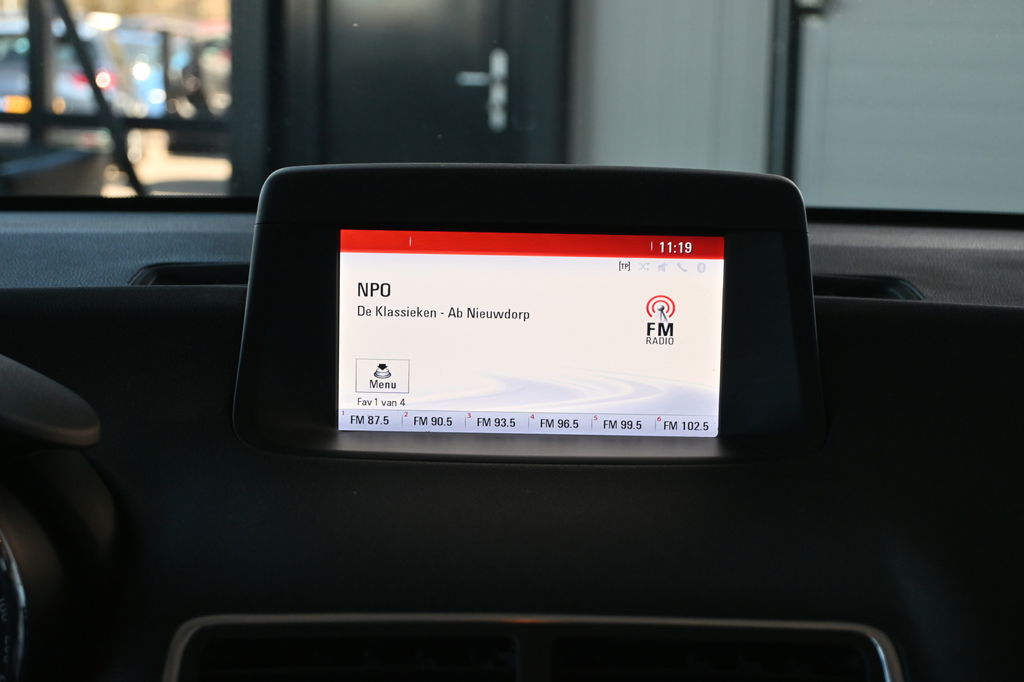 11:19
[TP]
NPO
De Klassieken - Ab Nieuwdorp
FM
RADIO
Menu
Fav 1 van 4
1 FM 87.5 2 FM 90.5 3 FM 93.5 4 FM 96.5 5 FM 99.5 6 FM 102.5